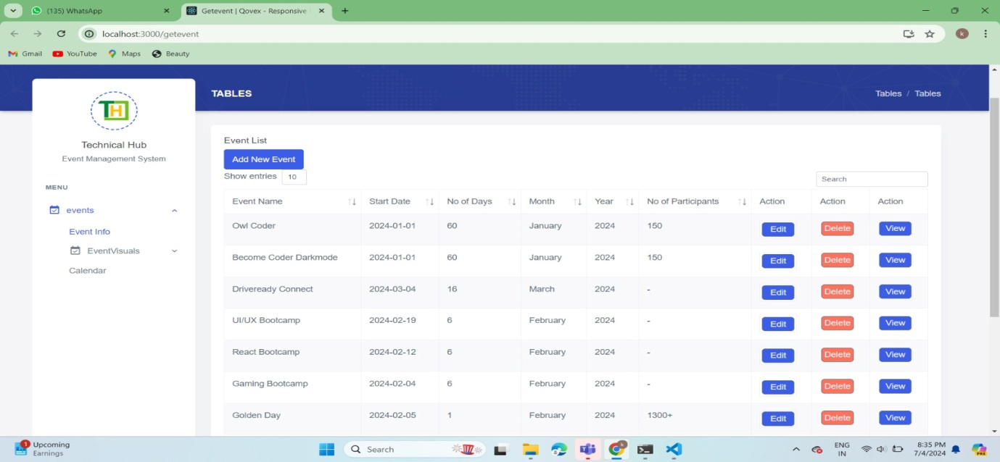 (135) WhatsApp
Getevent | Qovex - Responsive
localhost:3000/getevent
k
Gmail
YouTube
Maps
Beauty
TH
Technical Hub
Event Management System
MENU
events
Event Info
EventVisuals
Calendar
TABLES
Tables / Tables
Event List
Add New Event
Show entries 10
Search
Event Name Start Date No of Days Month Year No of Participants Action Action Action
Owl Coder 2024-01-01 60 January 2024 150 Edit Delete View
Become Coder Darkmode 2024-01-01 60 January 2024 150 Edit Delete View
Driveready Connect 2024-03-04 16 March 2024 - Edit Delete View
UI/UX Bootcamp 2024-02-19 6 February 2024 - Edit Delete View
React Bootcamp 2024-02-12 6 February 2024 - Edit Delete View
Gaming Bootcamp 2024-02-04 6 February 2024 - Edit Delete View
Golden Day 2024-02-05 1 February 2024 1300+ Edit Delete View
1
Upcoming
Earnings
Search
ENG
IN
8:35 PM
7/4/2024
PRE